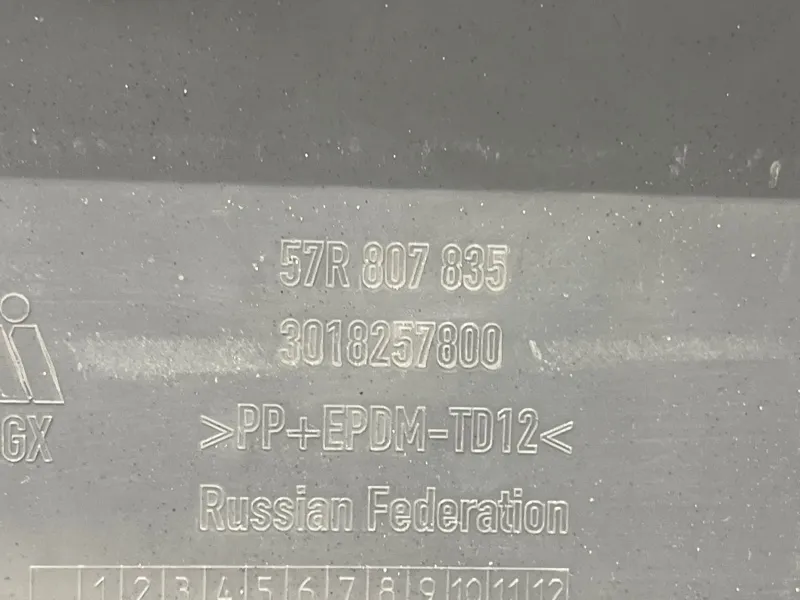 57R 807 835
3018257800
GX
>PP+EPDM-TD12<
Russian Federation
1 2 3 4 5 6 7 8 9 10 11 12